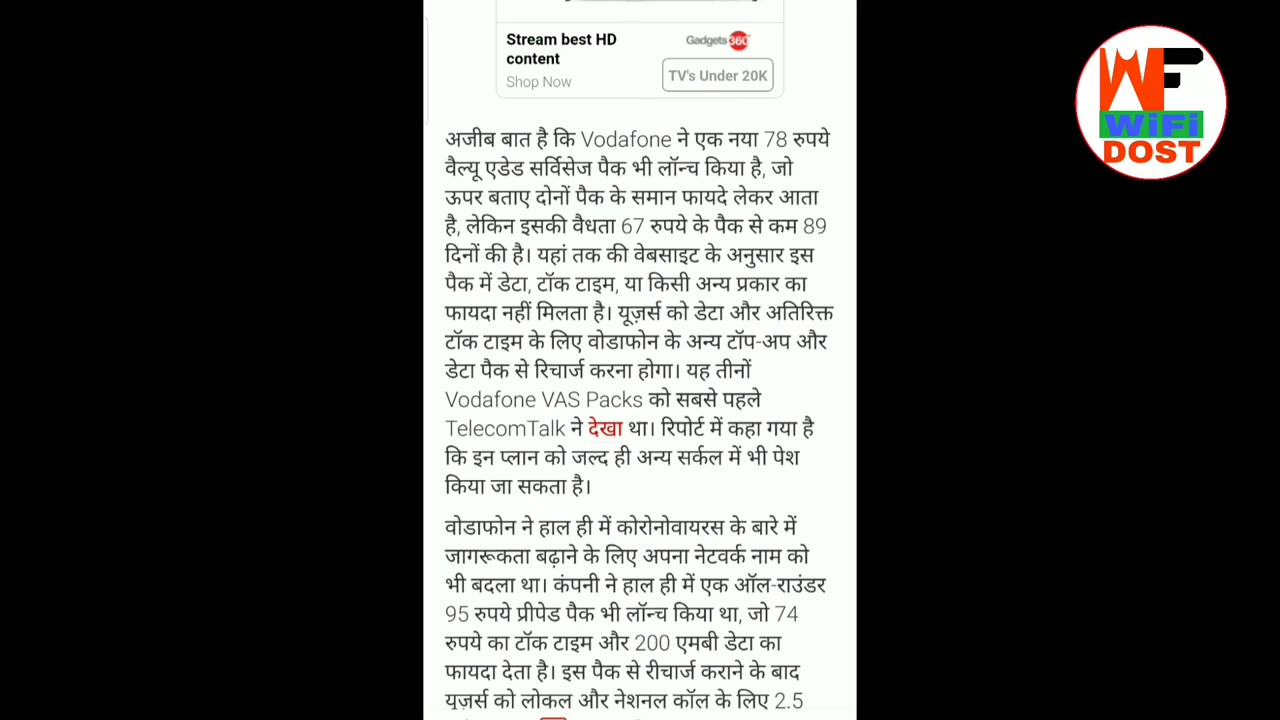 Stream best HD
content
Shop Now
Gadgets 360
TV's Under 20K
WF
WiFi
DOST
अजीब बात है कि Vodafone ने एक नया 78 रुपये
वैल्यू एडेड सर्विसेज पैक भी लॉन्च किया है, जो
ऊपर बताए दोनों पैक के समान फायदे लेकर आता
है, लेकिन इसकी वैधता 67 रुपये के पैक से कम 89
दिनों की है। यहां तक की वेबसाइट के अनुसार इस
पैक में डेटा, टॉक टाइम, या किसी अन्य प्रकार का
फायदा नहीं मिलता है। यूज़र्स को डेटा और अतिरिक्त
टॉक टाइम के लिए वोडाफोन के अन्य टॉप-अप और
डेटा पैक से रिचार्ज करना होगा। यह तीनों
Vodafone VAS Packs को सबसे पहले
TelecomTalk ने देखा था। रिपोर्ट में कहा गया है
कि इन प्लान को जल्द ही अन्य सर्कल में भी पेश
किया जा सकता है।
वोडाफोन ने हाल ही में कोरोनोवायरस के बारे में
जागरूकता बढ़ाने के लिए अपना नेटवर्क नाम को
भी बदला था। कंपनी ने हाल ही में एक ऑल-राउंडर
95 रुपये प्रीपेड पैक भी लॉन्च किया था, जो 74
रुपये का टॉक टाइम और 200 एमबी डेटा का
फायदा देता है। इस पैक से रीचार्ज कराने के बाद
यूज़र्स को लोकल और नेशनल कॉल के लिए 2.5